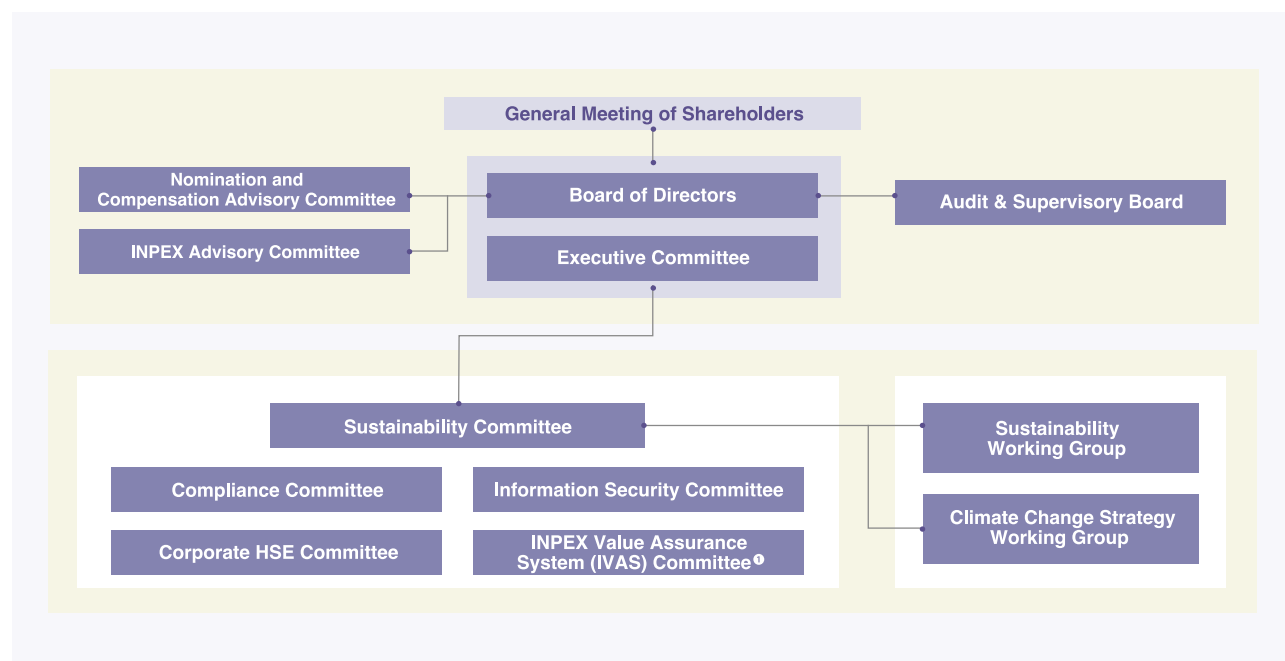 General Meeting of Shareholders
Nomination and
Compensation Advisory Committee
INPEX Advisory Committee
Board of Directors
Executive Committee
Audit & Supervisory Board
Sustainability Committee
Compliance Committee
Information Security Committee
Corporate HSE Committee
INPEX Value Assurance
System (IVAS) Committee❶
Sustainability
Working Group
Climate Change Strategy
Working Group